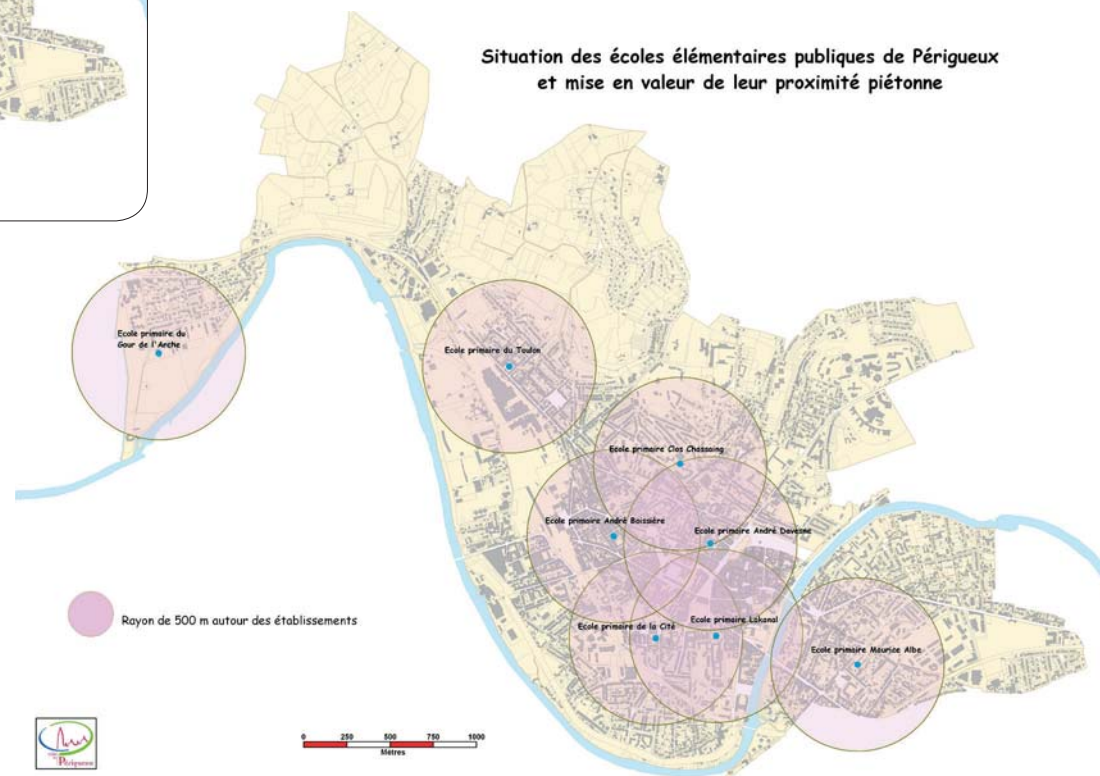 Situation des écoles élémentaires publiques de Périgueux
et mise en valeur de leur proximité piétonne
Ecole primaire du
Gour de l'Arche
Ecole primaire du Toulon
Ecole primaire Clos Chassaing
Ecole primaire André Boissière
Ecole primaire André Davesne
Ecole primaire de la Cité
Ecole primaire Lakanal
Ecole primaire Maurice Albe
Rayon de 500 m autour des établissements
0 250 500 750 1000
Mètres
Périgueux